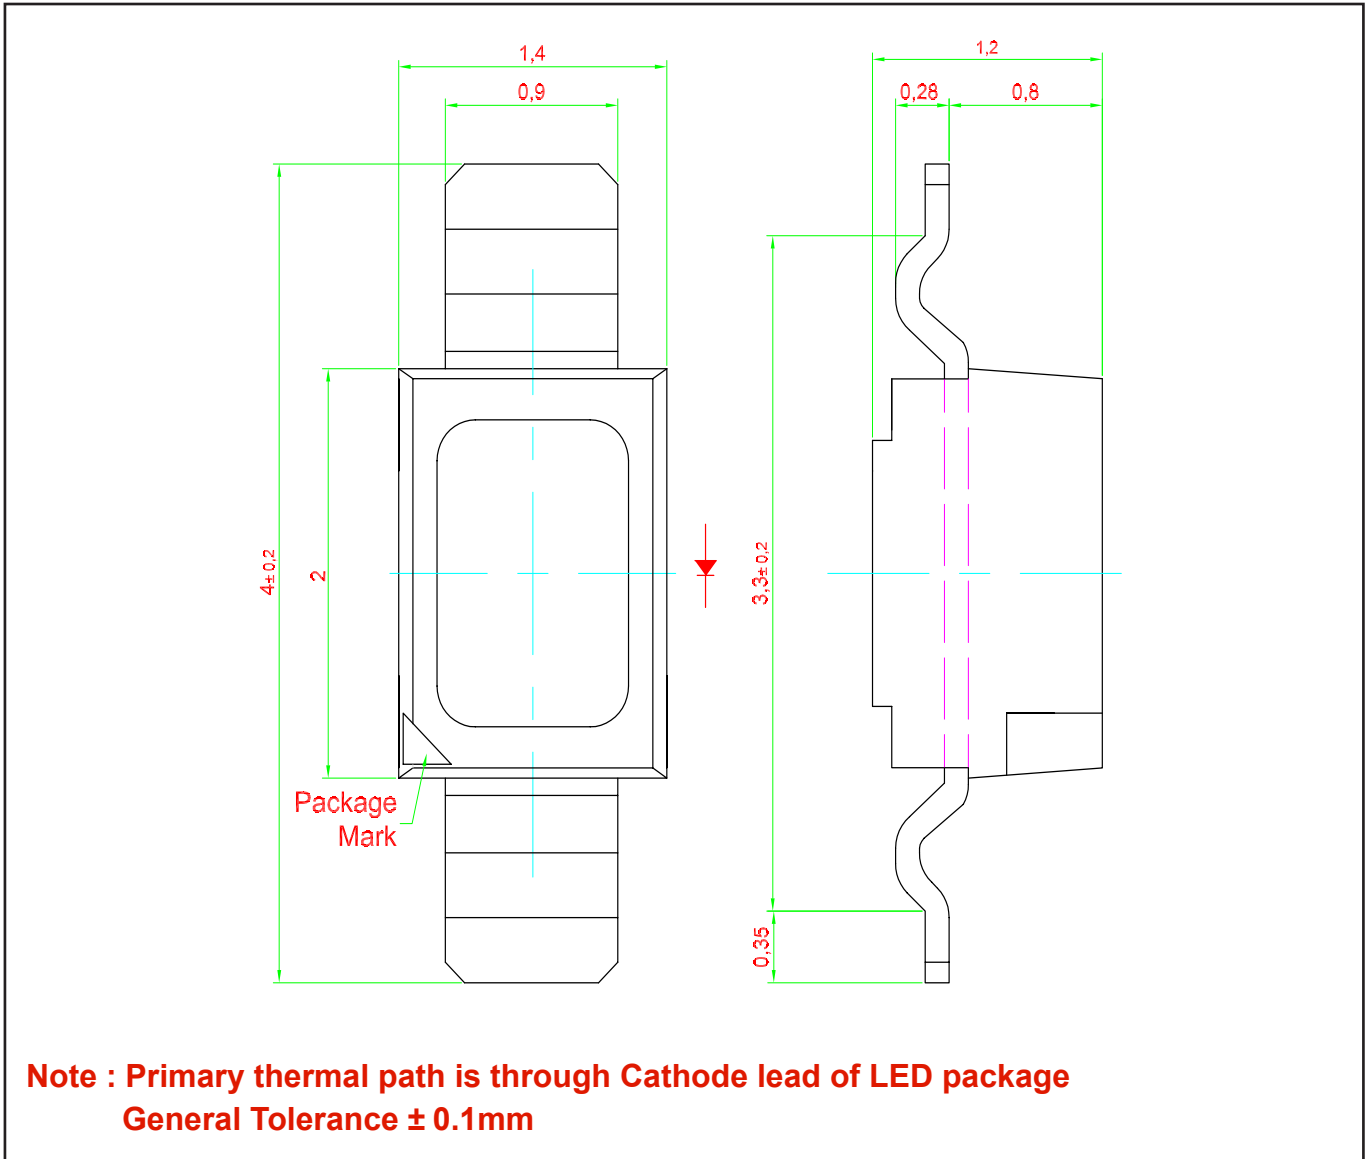 1,4
0,9
1,2
0,28
0,8
4±0,2
2
3,3±0,2
0,35
Package
Mark
Note : Primary thermal path is through Cathode lead of LED package
General Tolerance ± 0.1mm